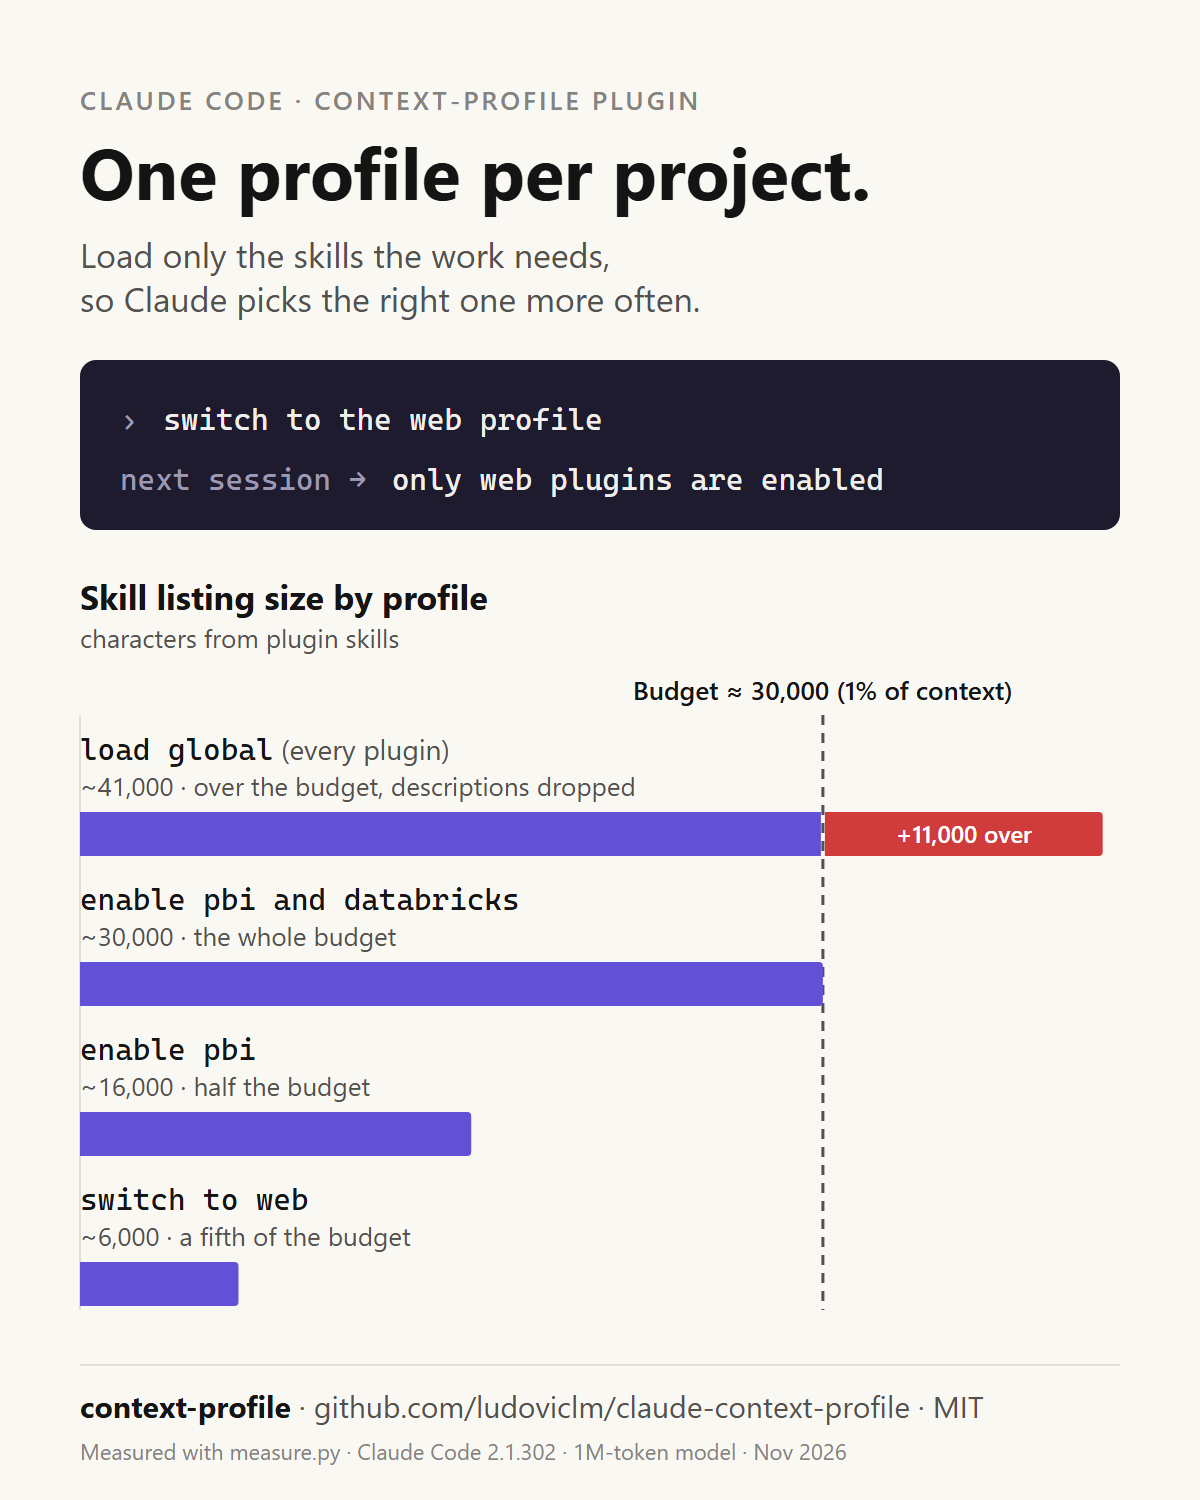 CLAUDE CODE · CONTEXT-PROFILE PLUGIN
One profile per project.
Load only the skills the work needs,
so Claude picks the right one more often.
› switch to the web profile
next session → only web plugins are enabled
Skill listing size by profile
characters from plugin skills
Budget ≈ 30,000 (1% of context)
load global (every plugin)
~41,000 · over the budget, descriptions dropped
+11,000 over
enable pbi and databricks
~30,000 · the whole budget
enable pbi
~16,000 · half the budget
switch to web
~6,000 · a fifth of the budget
context-profile · github.com/ludoviclm/claude-context-profile · MIT
Measured with measure.py · Claude Code 2.1.302 · 1M-token model · Nov 2026